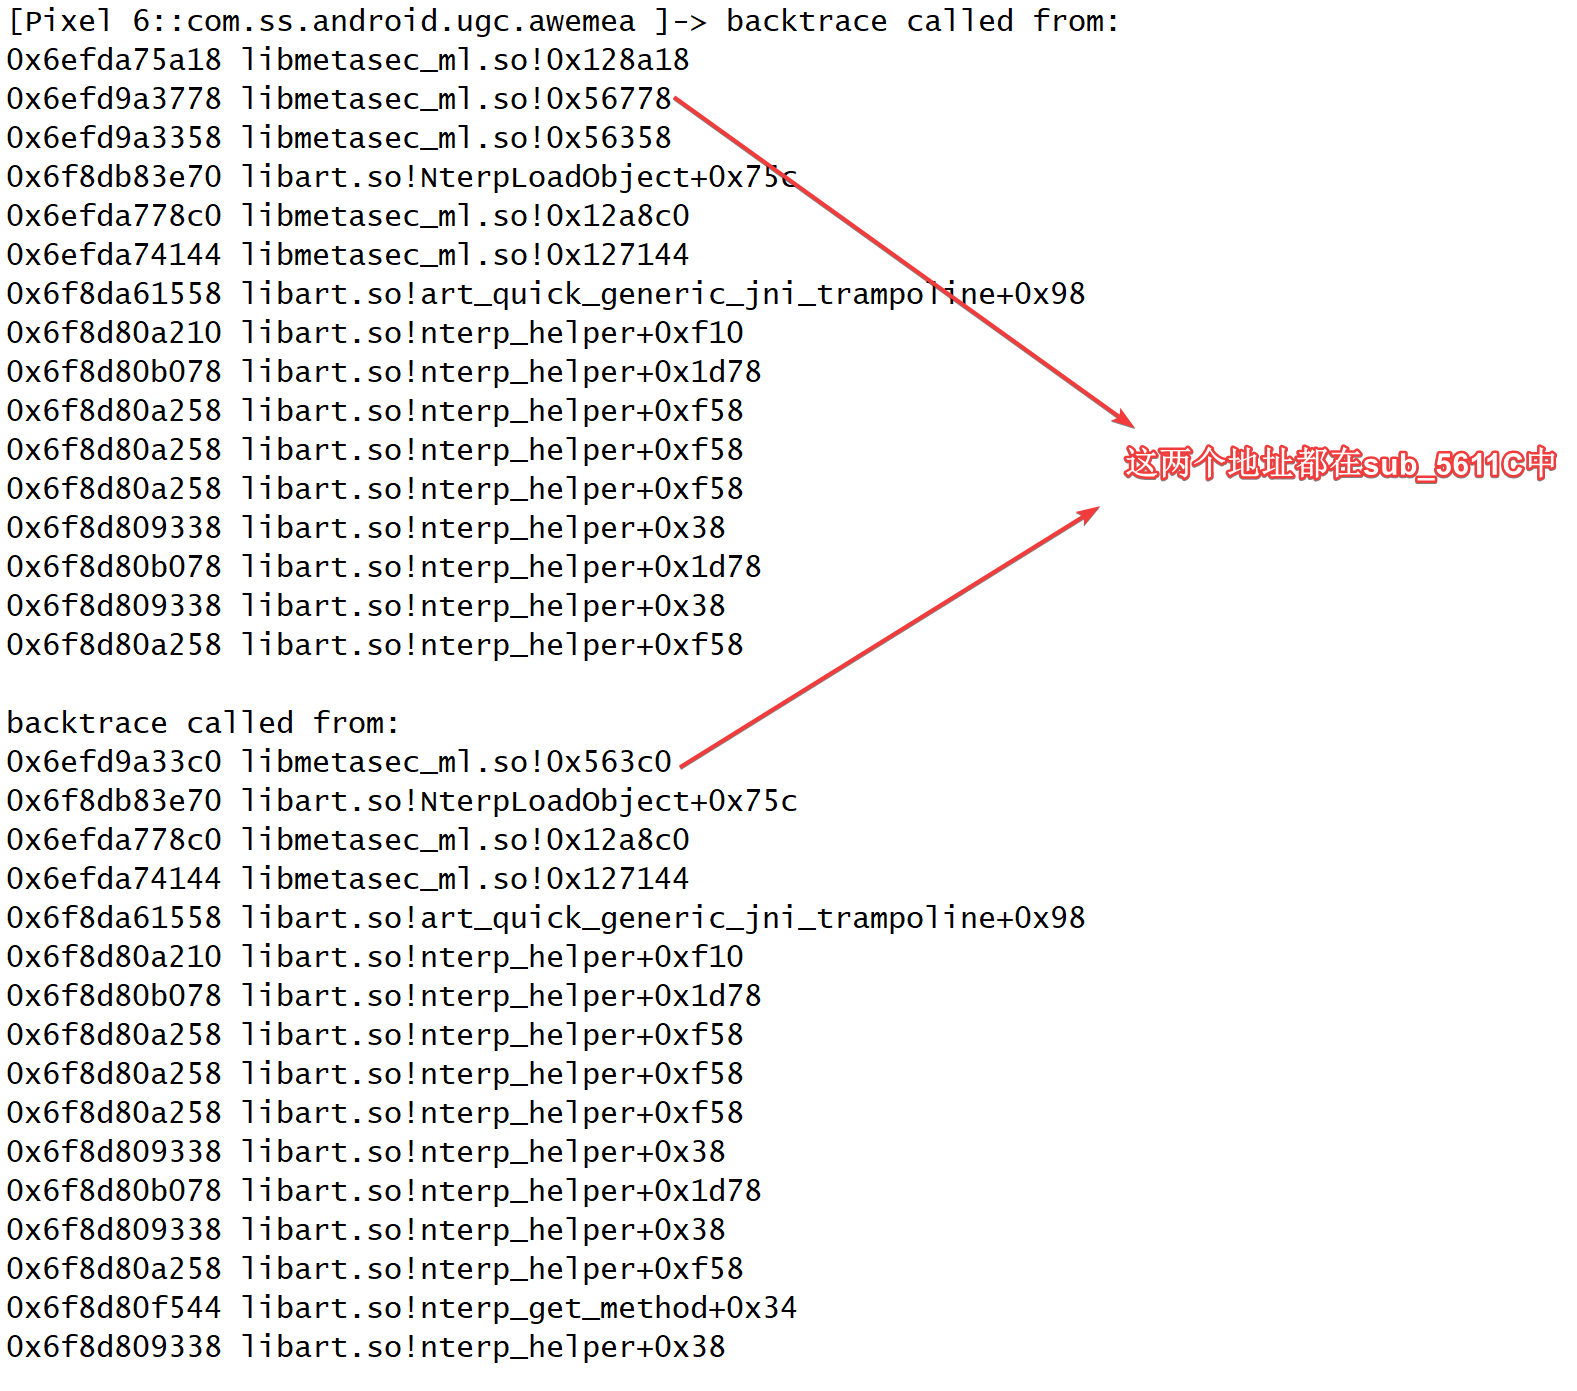 [Pixel 6::com.ss.android.ugc.awemea ]-> backtrace called from:
0x6efda75a18 libmetasec_ml.so!0x128a18
0x6efd9a3778 libmetasec_ml.so!0x56778
0x6efd9a3358 libmetasec_ml.so!0x56358
0x6f8db83e70 libart.so!NterpLoadObject+0x75c
0x6efda778c0 libmetasec_ml.so!0x12a8c0
0x6efda74144 libmetasec_ml.so!0x127144
0x6f8da61558 libart.so!art_quick_generic_jni_trampoline+0x98
0x6f8d80a210 libart.so!nterp_helper+0xf10
0x6f8d80b078 libart.so!nterp_helper+0x1d78
0x6f8d80a258 libart.so!nterp_helper+0xf58
0x6f8d80a258 libart.so!nterp_helper+0xf58
这两个地址都在sub_5611C中
0x6f8d80a258 libart.so!nterp_helper+0xf58
0x6f8d809338 libart.so!nterp_helper+0x38
0x6f8d80b078 libart.so!nterp_helper+0x1d78
0x6f8d809338 libart.so!nterp_helper+0x38
0x6f8d80a258 libart.so!nterp_helper+0xf58
backtrace called from:
0x6efd9a33c0 libmetasec_ml.so!0x563c0
0x6f8db83e70 libart.so!NterpLoadObject+0x75c
0x6efda778c0 libmetasec_ml.so!0x12a8c0
0x6efda74144 libmetasec_ml.so!0x127144
0x6f8da61558 libart.so!art_quick_generic_jni_trampoline+0x98
0x6f8d80a210 libart.so!nterp_helper+0xf10
0x6f8d80b078 libart.so!nterp_helper+0x1d78
0x6f8d80a258 libart.so!nterp_helper+0xf58
0x6f8d80a258 libart.so!nterp_helper+0xf58
0x6f8d80a258 libart.so!nterp_helper+0xf58
0x6f8d809338 libart.so!nterp_helper+0x38
0x6f8d80b078 libart.so!nterp_helper+0x1d78
0x6f8d809338 libart.so!nterp_helper+0x38
0x6f8d80a258 libart.so!nterp_helper+0xf58
0x6f8d80f544 libart.so!nterp_get_method+0x34
0x6f8d809338 libart.so!nterp_helper+0x38